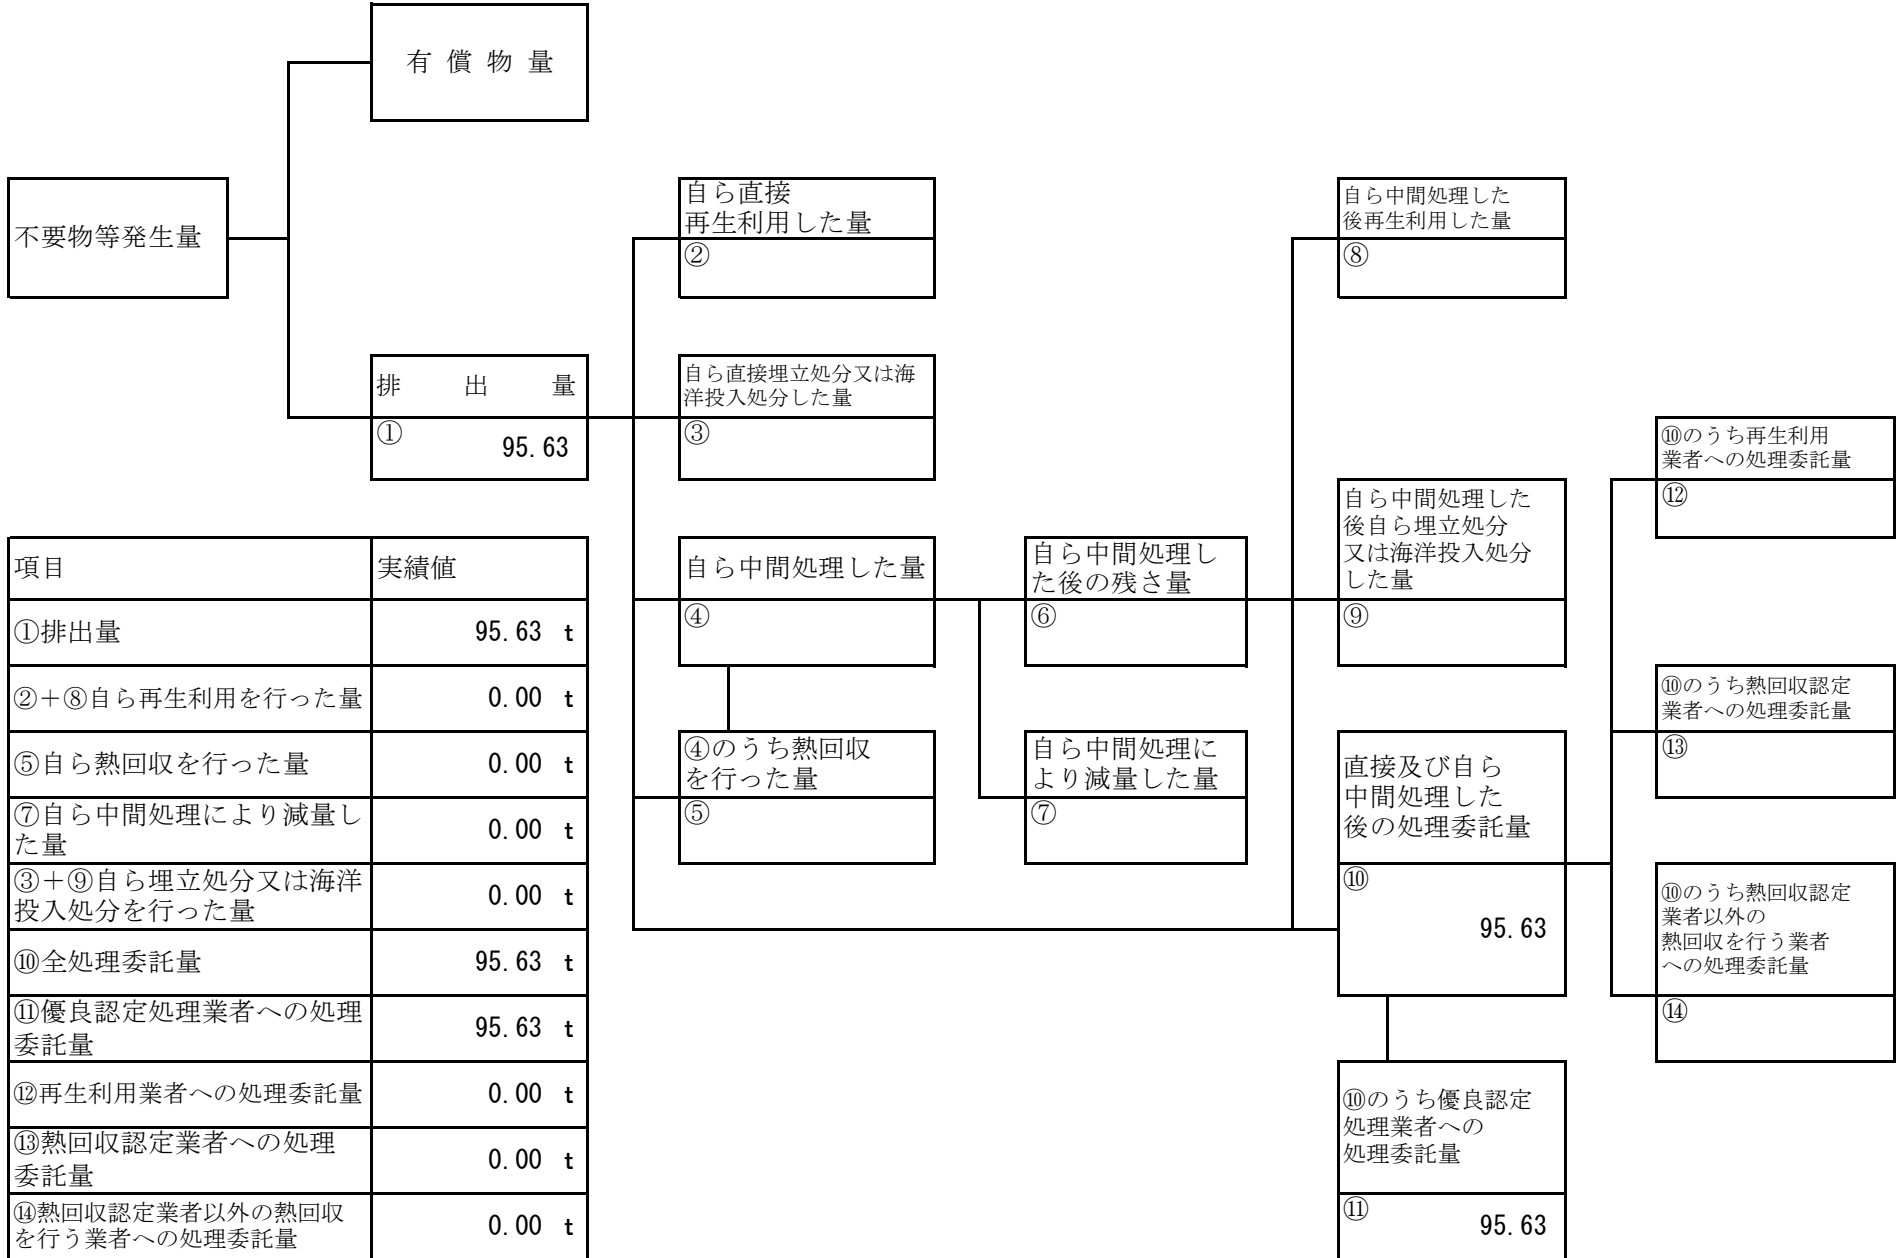 有償物量
不要物等発生量
自ら直接
再生利用した量
②
自ら中間処理した
後再生利用した量
⑧
排出量
①
95.63
自ら直接埋立処分又は海
洋投入処分した量
③
⑩のうち再生利用
業者への処理委託量
⑫
自ら中間処理した
後自ら埋立処分
又は海洋投入処分
した量
⑨
自ら中間処理した量
④
自ら中間処理し
た後の残さ量
⑥
⑩のうち熱回収認定
業者への処理委託量
⑬
④のうち熱回収
を行った量
⑤
自ら中間処理に
より減量した量
⑦
直接及び自ら
中間処理した
後の処理委託量
⑩
95.63
⑩のうち熱回収認定
業者以外の
熱回収を行う業者
への処理委託量
⑭
⑩のうち優良認定
処理業者への
処理委託量
⑪
95.63
項目 実績値
①排出量 95.63 t
②+⑧自ら再生利用を行った量 0.00 t
⑤自ら熱回収を行った量 0.00 t
⑦自ら中間処理により減量し
た量 0.00 t
③+⑨自ら埋立処分又は海洋
投入処分を行った量 0.00 t
⑩全処理委託量 95.63 t
⑪優良認定処理業者への処理
委託量 95.63 t
⑫再生利用業者への処理委託量 0.00 t
⑬熱回収認定業者への処理
委託量 0.00 t
⑭熱回収認定業者以外の熱回収
を行う業者への処理委託量 0.00 t